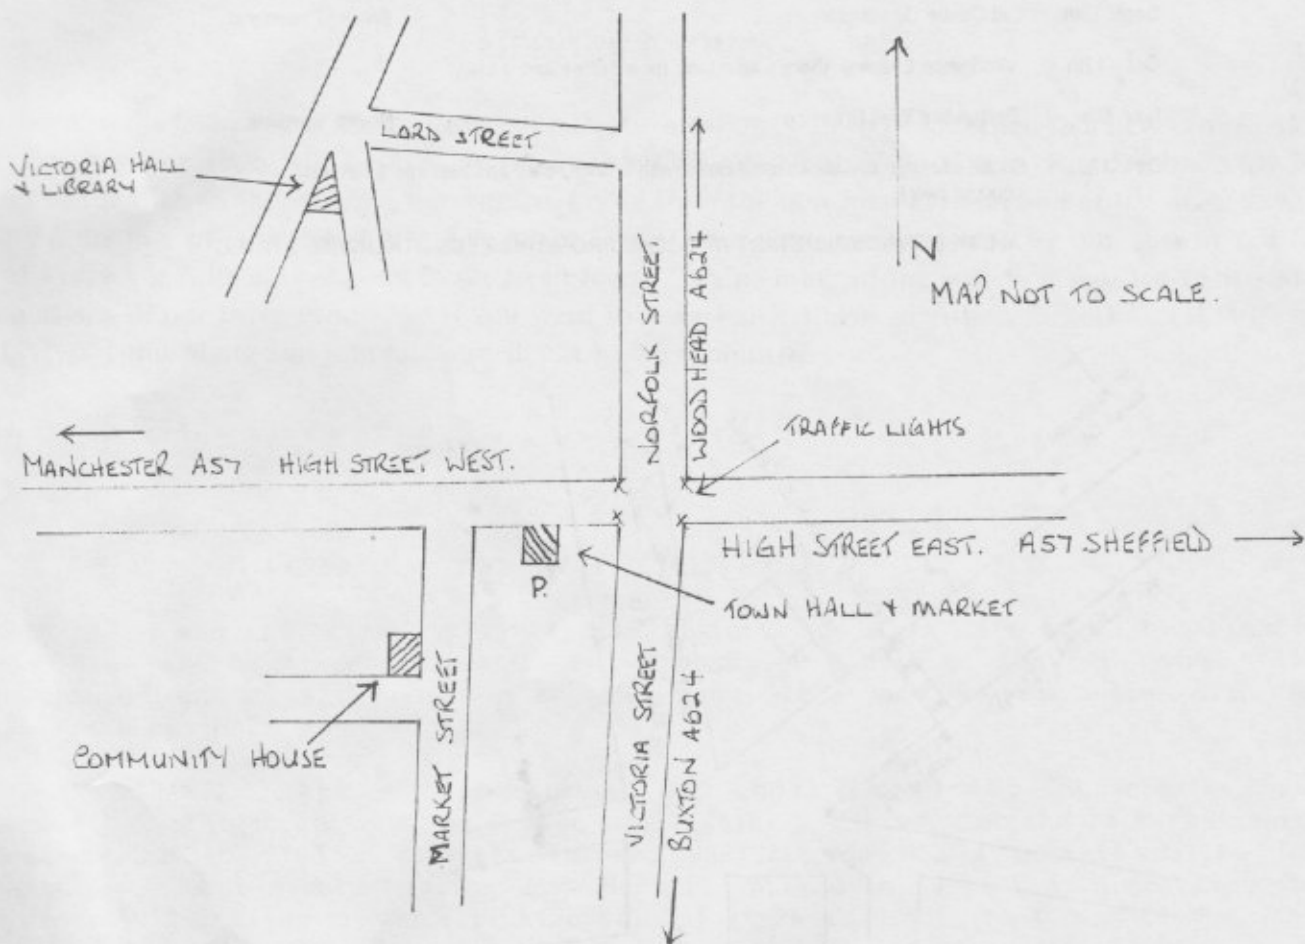 LORD STREET
VICTORIA HALL
& LIBRARY
NORFOLK STREET
WOODHEAD A624
N
MAP NOT TO SCALE.
TRAFFIC LIGHTS
MANCHESTER A57 HIGH STREET WEST.
HIGH STREET EAST. A57 SHEFFIELD
P.
TOWN HALL & MARKET
COMMUNITY HOUSE
MARKET STREET
VICTORIA STREET
BUXTON A624